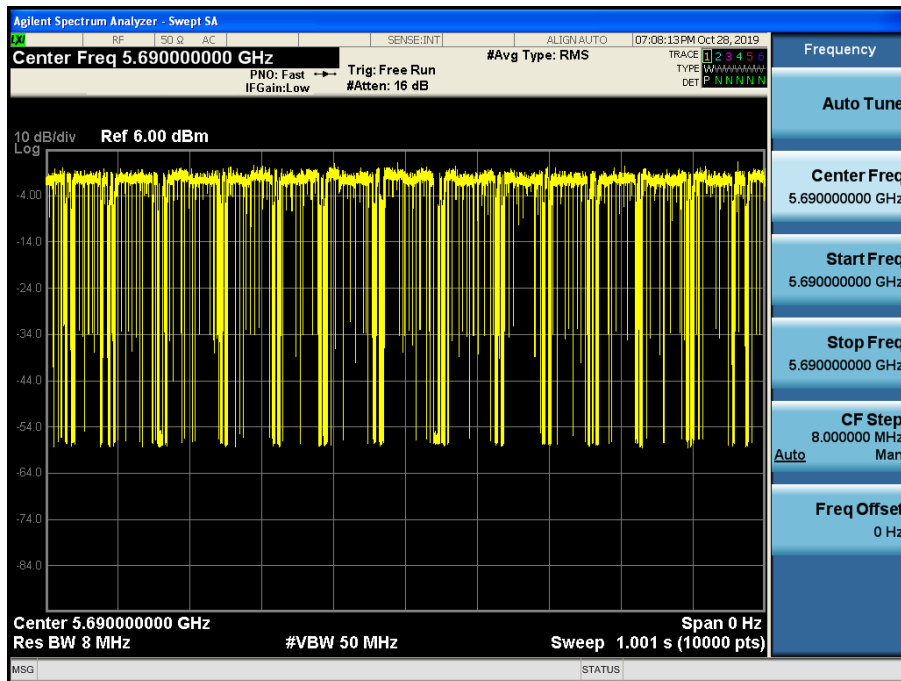 Agilent Spectrum Analyzer - Swept SA
LXI RF 50 Ω AC SENSE:INT ALIGN AUTO 07:08:13 PM Oct 28, 2019
Center Freq 5.690000000 GHz
#Avg Type: RMS
TRACE 1 2 3 4 5 6
TYPE WWWWWW
DET P N N N N N
PNO: Fast
IFGain:Low
Trig: Free Run
#Atten: 16 dB
Frequency
Auto Tune
10 dB/div
Log
Ref 6.00 dBm
-4.00
-14.0
-24.0
-34.0
-44.0
-54.0
-64.0
-74.0
-84.0
Center Freq
5.690000000 GHz
Start Freq
5.690000000 GHz
Stop Freq
5.690000000 GHz
CF Step
8.000000 MHz
Auto Man
Freq Offset
0 Hz
Center 5.690000000 GHz
Span 0 Hz
Res BW 8 MHz
#VBW 50 MHz
Sweep 1.001 s (10000 pts)
MSG
STATUS